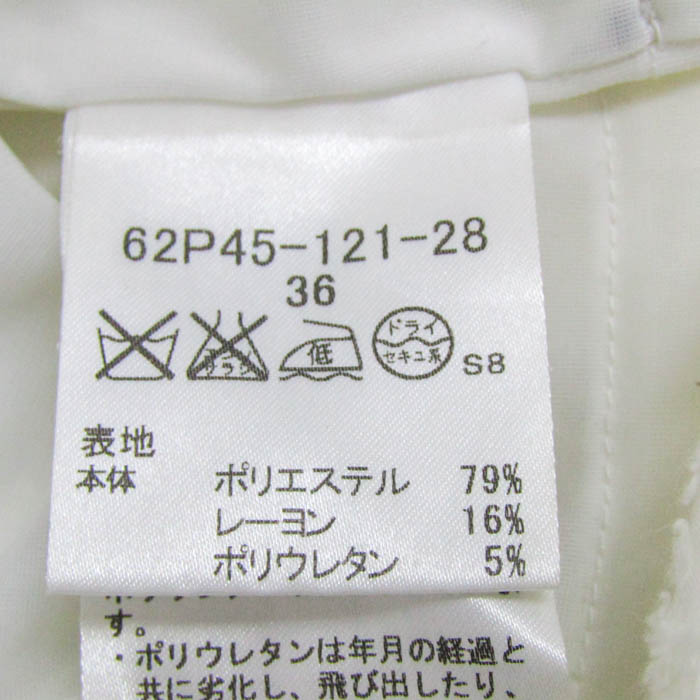 62P45-121-28
36
低 ドライ セキユ系 S8
表地
本体 ポリエステル 79%
レーヨン 16%
ポリウレタン 5%
す。
・ポリウレタンは年月の経過と
共に劣化し、飛び出したり、